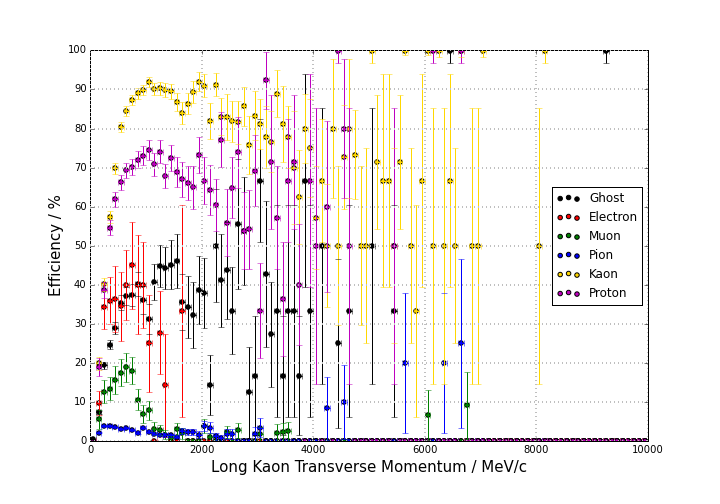 100
90
80
70
60
50
40
30
20
10
0
Efficiency / %
Ghost
Electron
Muon
Pion
Kaon
Proton
0 2000 4000 6000 8000 10000
Long Kaon Transverse Momentum / MeV/c